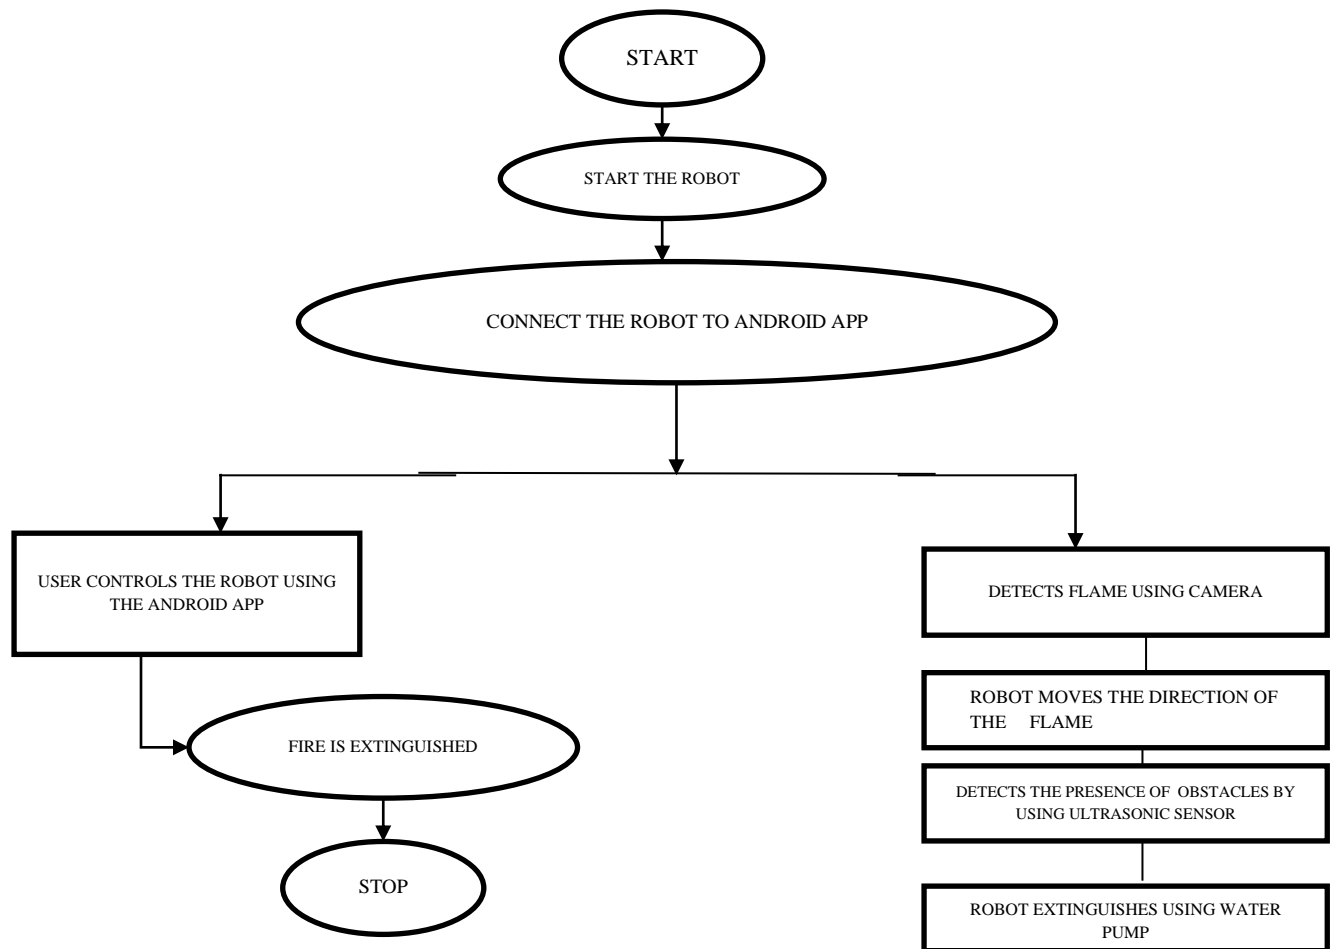 START
START THE ROBOT
CONNECT THE ROBOT TO ANDROID APP
USER CONTROLS THE ROBOT USING
THE ANDROID APP
FIRE IS EXTINGUISHED
STOP
DETECTS FLAME USING CAMERA
ROBOT MOVES THE DIRECTION OF
THE FLAME
DETECTS THE PRESENCE OF OBSTACLES BY
USING ULTRASONIC SENSOR
ROBOT EXTINGUISHES USING WATER
PUMP